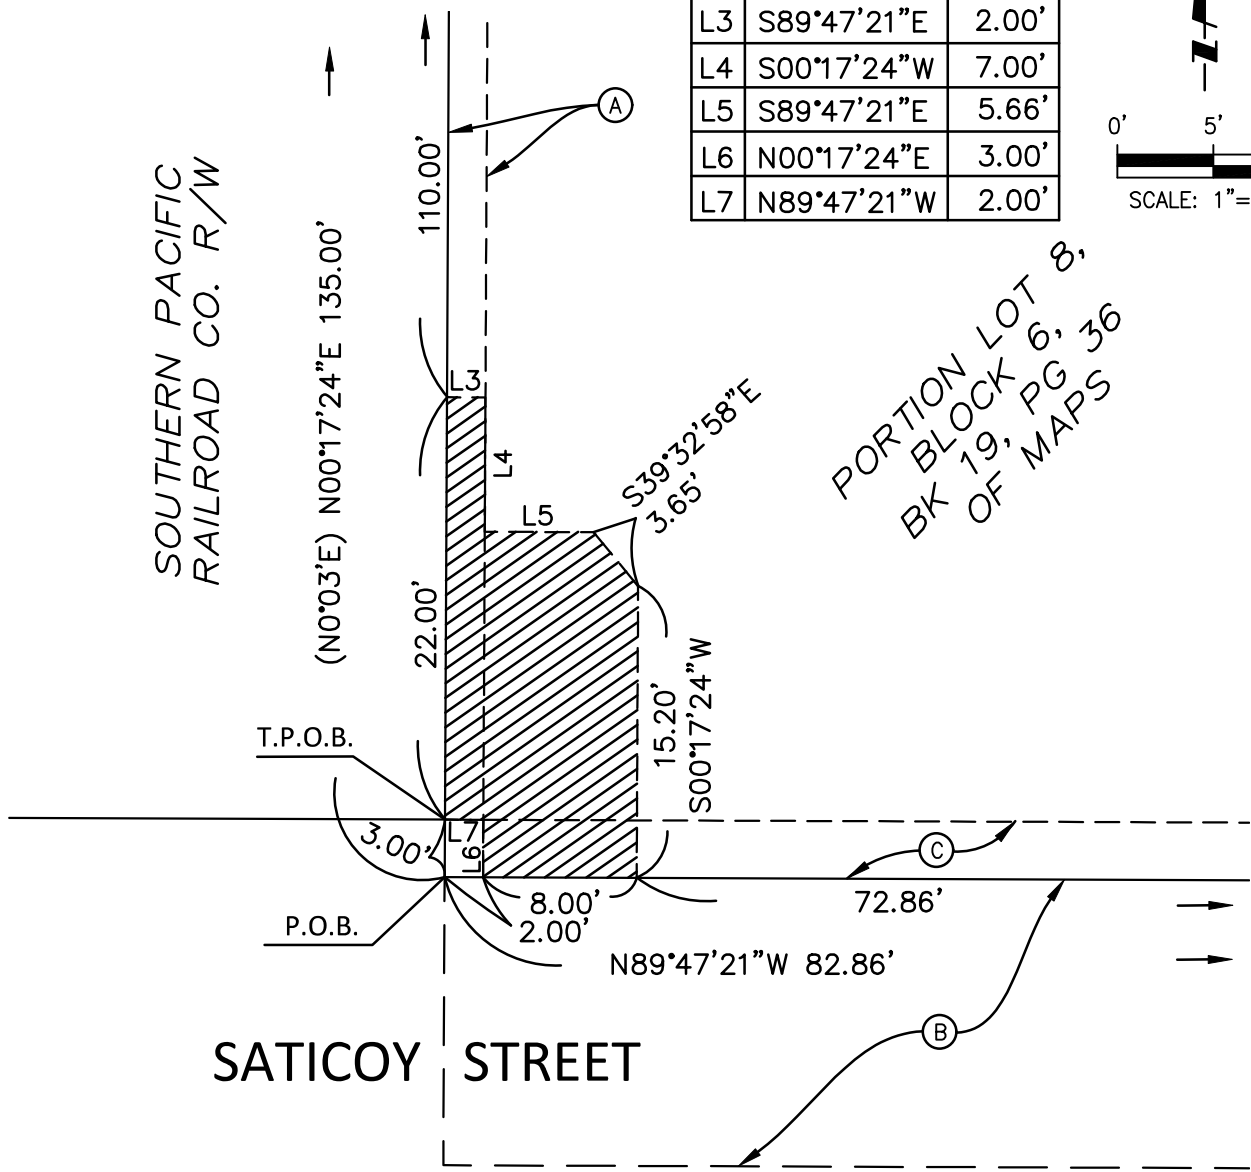 L3 S89°47'21"E 2.00'
L4 S00°17'24"W 7.00'
L5 S89°47'21"E 5.66'
L6 N00°17'24"E 3.00'
L7 N89°47'21"W 2.00'
0' 5'
SCALE: 1"=
A
110.00'
SOUTHERN PACIFIC
RAILROAD CO. R/W
(N0°03'E) N00°17'24"E 135.00'
PORTION LOT 8,
BLOCK 6,
BK 19, PG 36
OF MAPS
L3
L4
L5
S39°32'58"E
3.65'
22.00'
15.20'
S00°17'24"W
T.P.O.B.
3.00'
L7
L6
C
P.O.B.
8.00'
2.00'
72.86'
N89°47'21"W 82.86'
B
SATICOY STREET